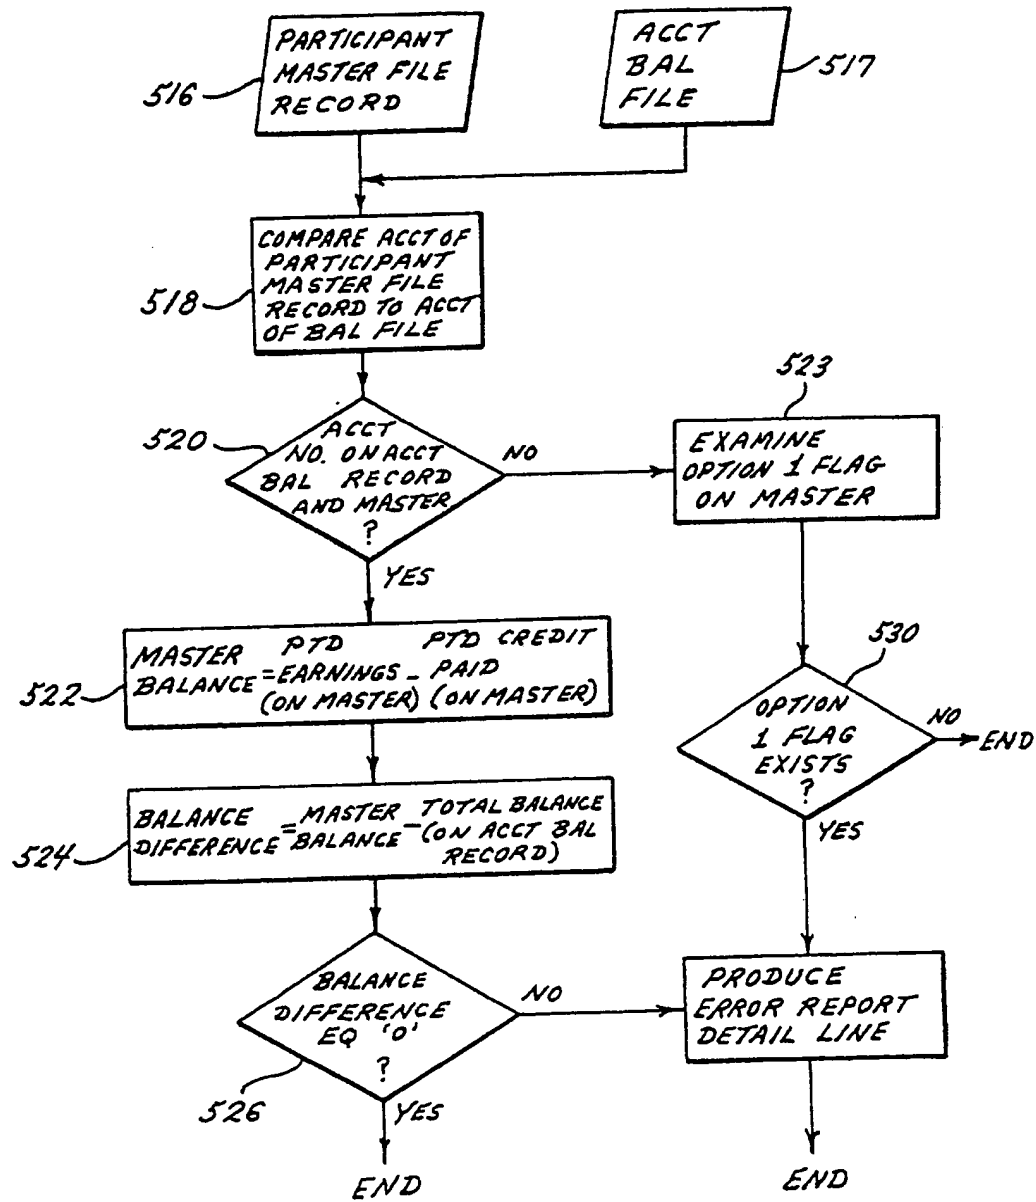 PARTICIPANT
MASTER FILE
RECORD
516
ACCT
BAL
FILE
517
COMPARE ACCT OF
PARTICIPANT
MASTER FILE
RECORD TO ACCT
OF BAL FILE
518
ACCT
NO. ON ACCT
BAL RECORD
AND MASTER
?
520
NO
YES
523
EXAMINE
OPTION 1 FLAG
ON MASTER
MASTER PTD PTD CREDIT
BALANCE = EARNINGS - PAID
(ON MASTER) (ON MASTER)
522
530
OPTION
1 FLAG
EXISTS
?
NO
END
YES
BALANCE = MASTER - TOTAL BALANCE
DIFFERENCE BALANCE (ON ACCT BAL
RECORD)
524
BALANCE
DIFFERENCE
EQ '0'
?
526
NO
YES
END
PRODUCE
ERROR REPORT
DETAIL LINE
END